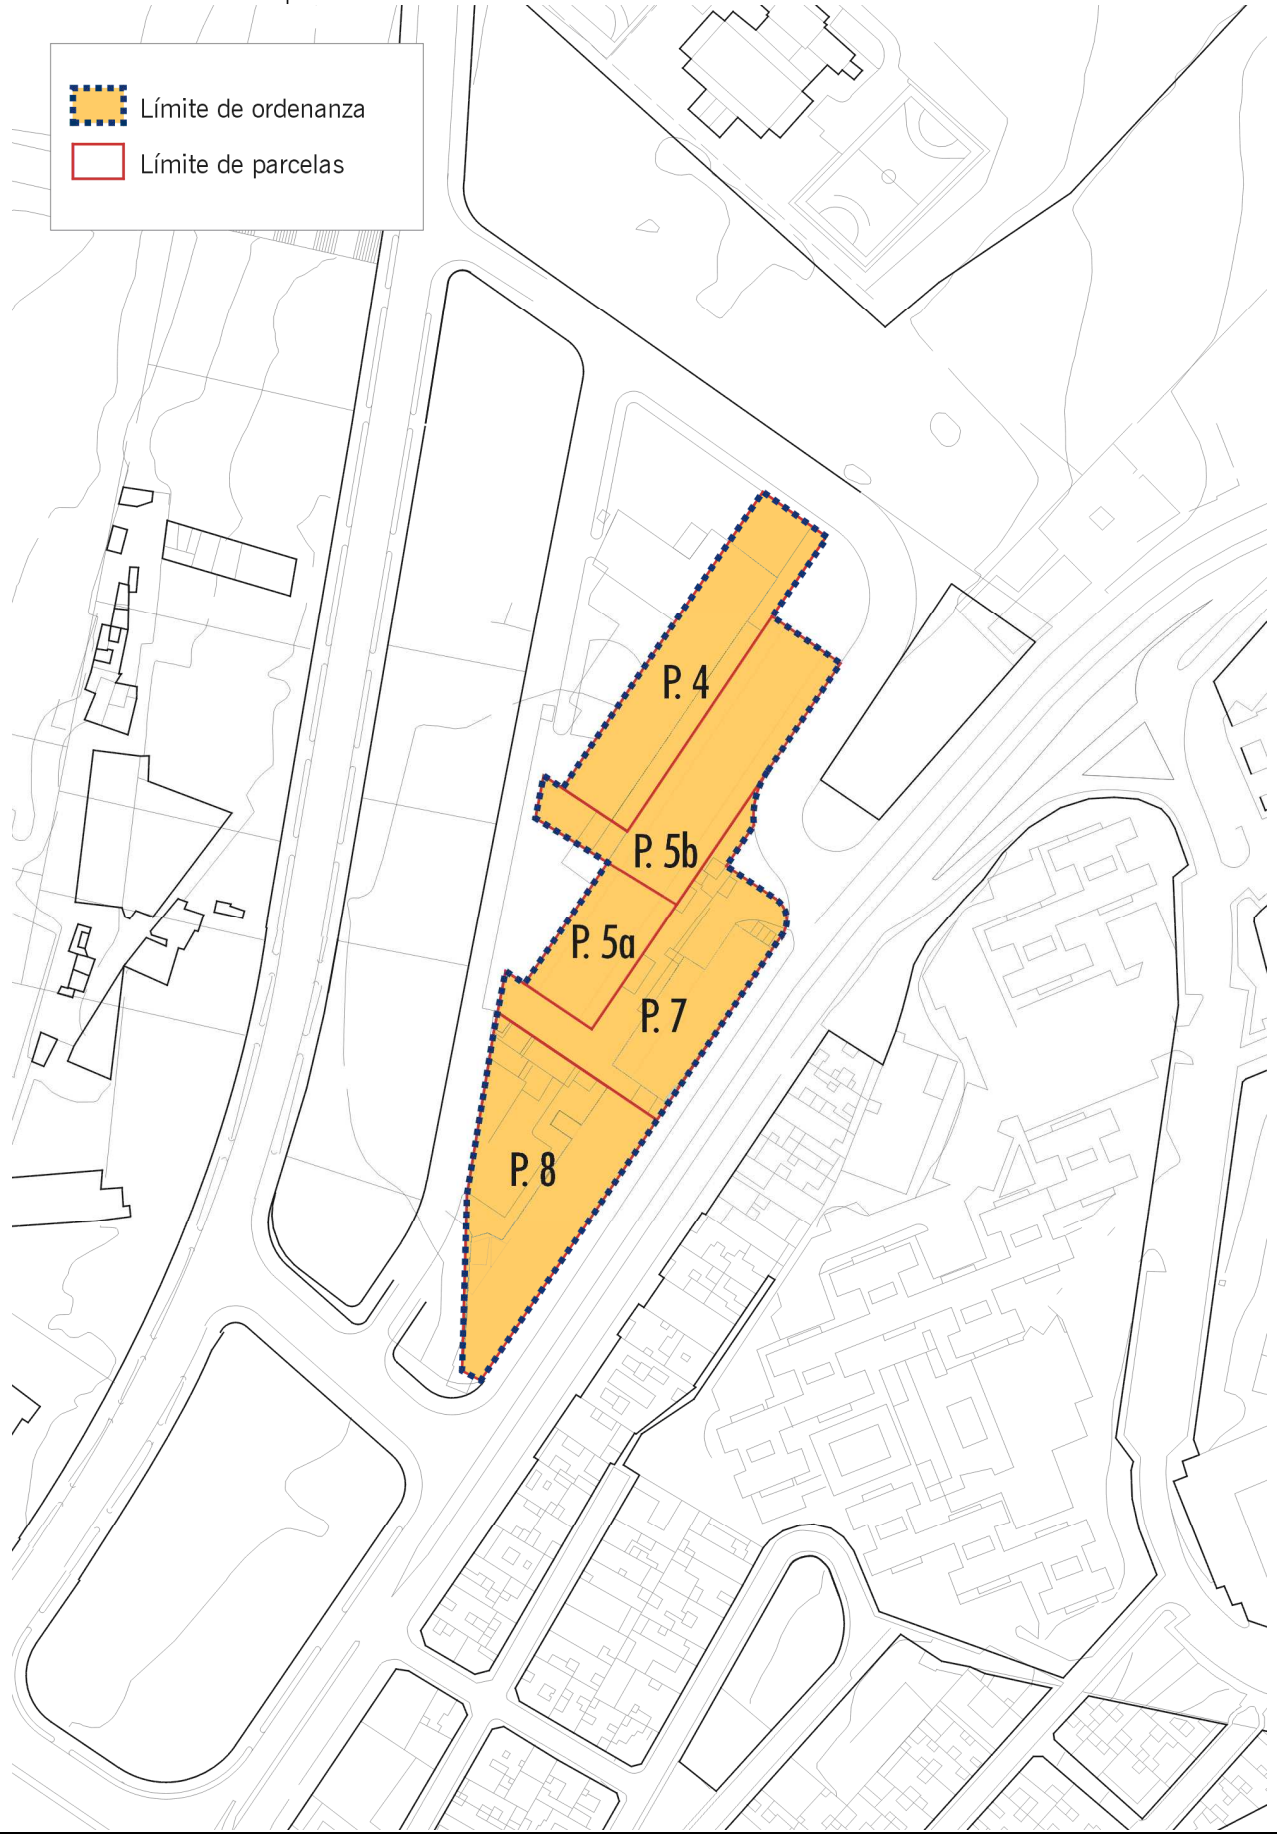 Límite de ordenanza
Límite de parcelas
P. 4
P. 5b
P. 5a
P. 7
P. 8